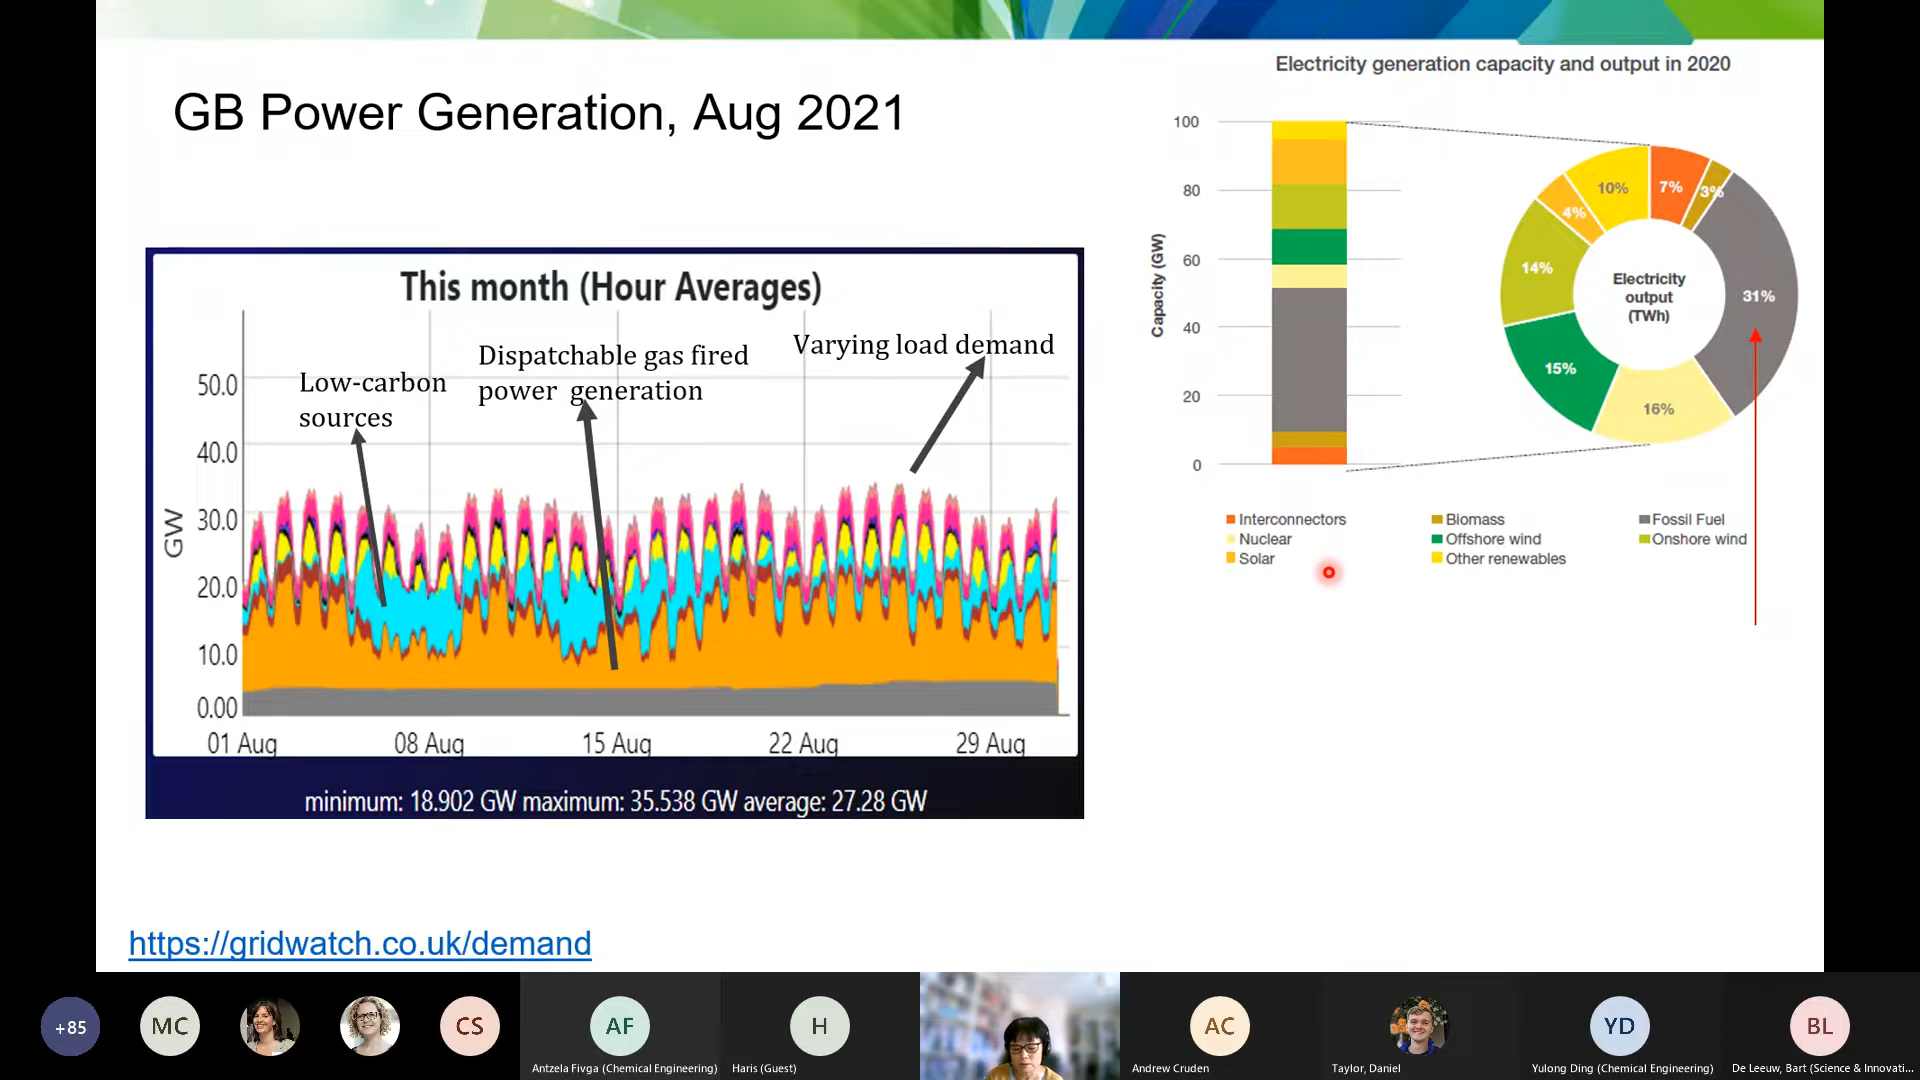 Electricity generation capacity and output in 2020
GB Power Generation, Aug 2021
This month (Hour Averages)
Low-carbon
sources
Dispatchable gas fired
power generation
Varying load demand
GW
50.0
40.0
30.0
20.0
10.0
0.00
01 Aug
08 Aug
15 Aug
22 Aug
29 Aug
minimum: 18.902 GW maximum: 35.538 GW average: 27.28 GW
Capacity (GW)
100
80
60
40
20
0
10%
7%
3%
4%
14%
31%
15%
16%
Electricity
output
(TWh)
Interconnectors
Biomass
Fossil Fuel
Nuclear
Offshore wind
Onshore wind
Solar
Other renewables
https://gridwatch.co.uk/demand
+85
MC
CS
AF
H
AC
YD
BL
Antzela Fivga (Chemical Engineering)
Haris (Guest)
Andrew Cruden
Taylor, Daniel
Yulong Ding (Chemical Engineering)
De Leeuw, Bart (Science & Innovati...